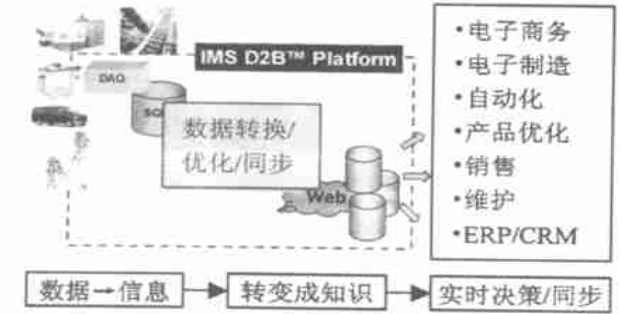 IMS D2B™ Platform
DAQ
SQL
数据转换/
优化/同步
Web
•电子商务
•电子制造
•自动化
•产品优化
•销售
•维护
•ERP/CRM
数据→信息
转变成知识
实时决策/同步